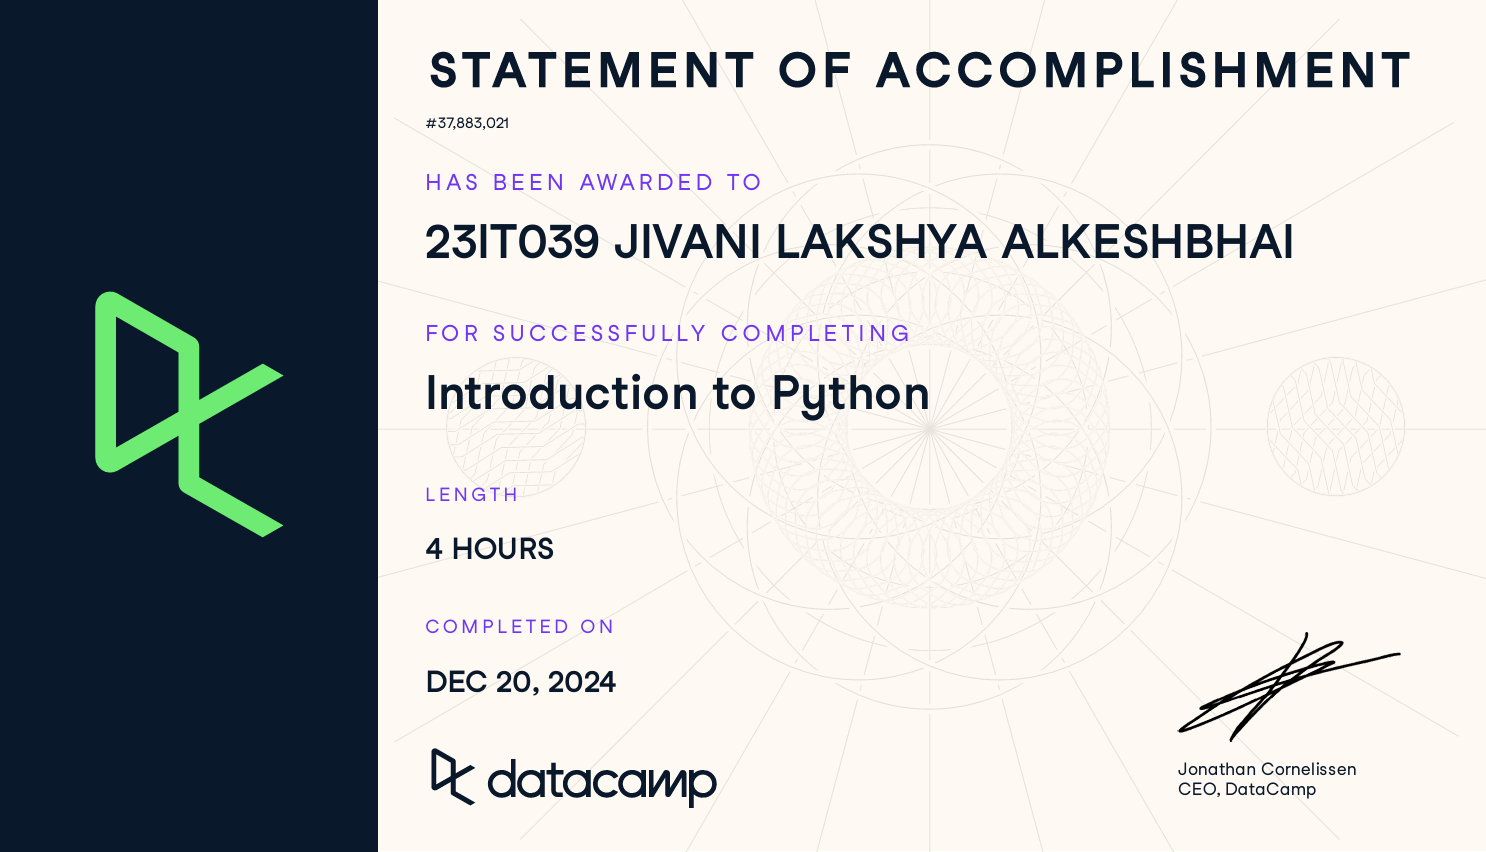 STATEMENT OF ACCOMPLISHMENT
#37,883,021
HAS BEEN AWARDED TO
23IT039 JIVANI LAKSHYA ALKESHBHAI
FOR SUCCESSFULLY COMPLETING
Introduction to Python
LENGTH
4 HOURS
COMPLETED ON
DEC 20, 2024
datacamp
Jonathan Cornelissen
CEO, DataCamp